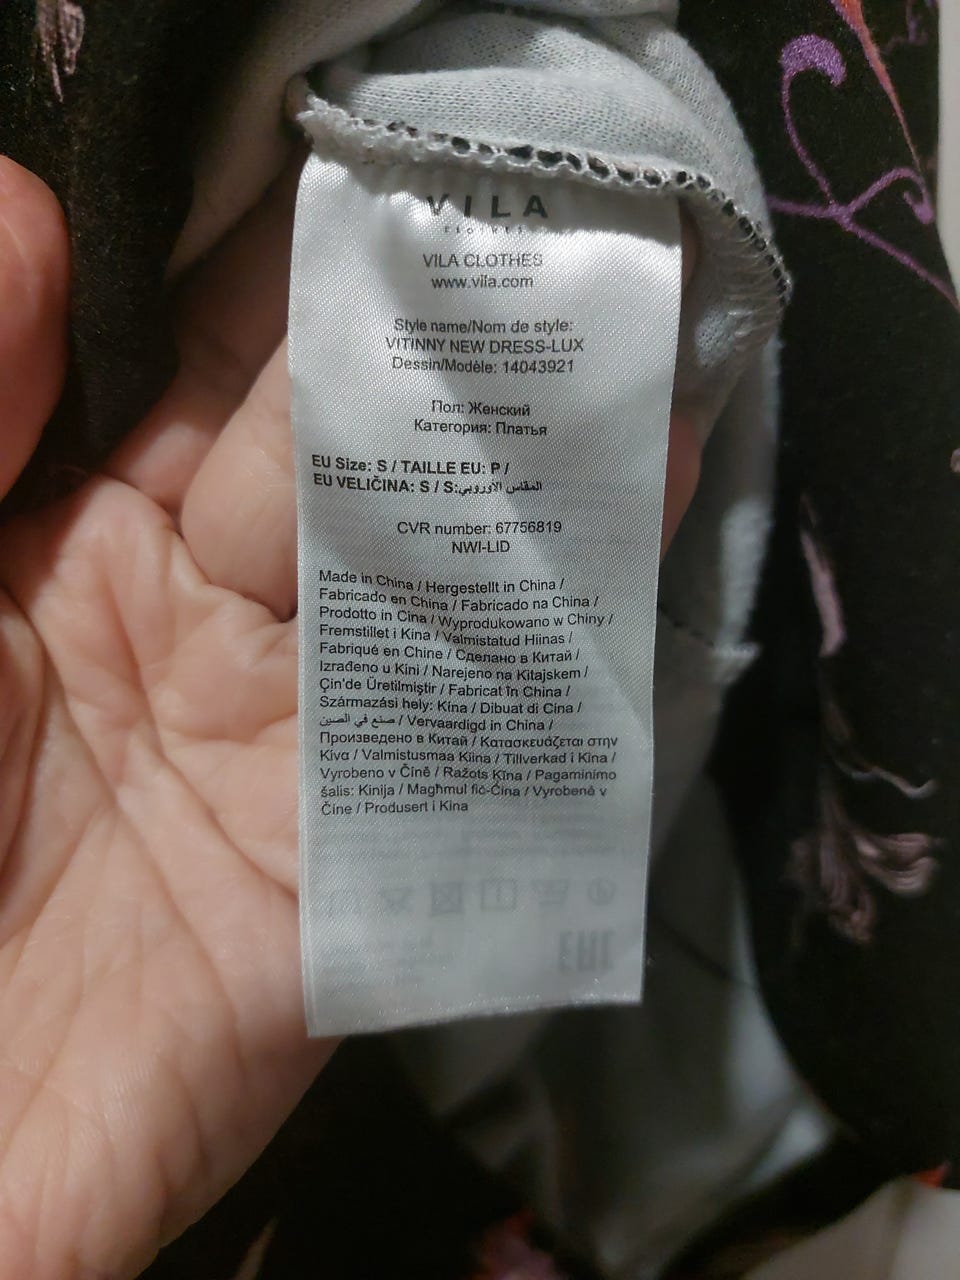 VILA
CLOTHES
VILA CLOTHES
www.vila.com
Style name/Nom de style:
VITINNY NEW DRESS-LUX
Dessin/Modèle: 14043921
Пол: Женский
Категория: Платья
EU Size: S / TAILLE EU: P /
EU VELIČINA: S / S:المقاس الأوروبي
CVR number: 67756819
NWI-LID
Made in China / Hergestellt in China /
Fabricado en China / Fabricado na China /
Prodotto in Cina / Wyprodukowano w Chiny /
Fremstillet i Kina / Valmistatud Hiinas /
Fabriqué en Chine / Сделано в Китай /
Izrađeno u Kini / Narejeno na Kitajskem /
Çin'de Üretilmiştir / Fabricat în China /
Származási hely: Kína / Dibuat di Cina /
صنع في الصين / Vervaardigd in China /
Произведено в Китай / Κατασκευάζεται στην
Κίνα / Valmistusmaa Kiina / Tillverkad i Kina /
Vyrobeno v Číně / Ražots Ķīna / Pagaminimo
šalis: Kinija / Magħmul fiċ-Ċina / Vyrobené v
Číne / Produsert i Kina